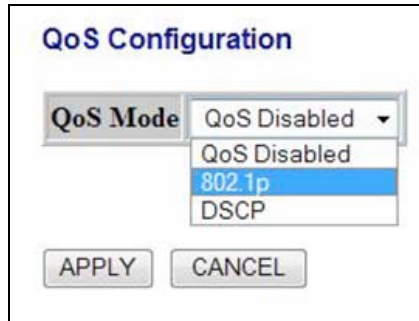 QoS Configuration
QoS Mode QoS Disabled
QoS Disabled
802.1p
DSCP
APPLY CANCEL